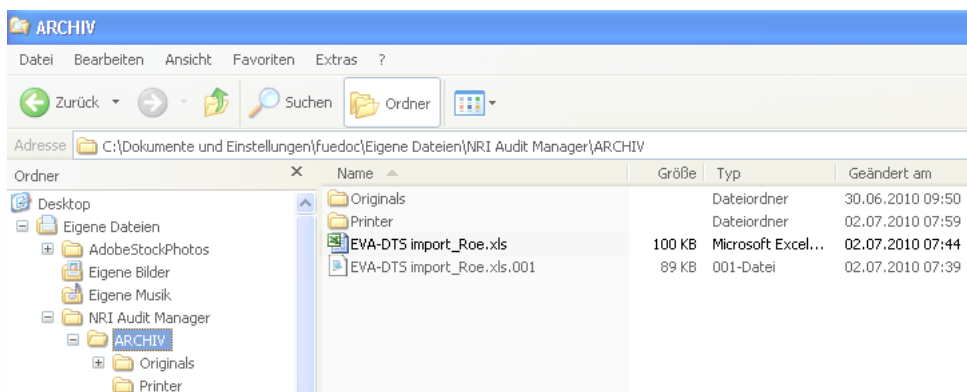 ARCHIV
Datei Bearbeiten Ansicht Favoriten Extras ?
Zurück Suchen Ordner
Adresse C:\Dokumente und Einstellungen\fuedoc\Eigene Dateien\NRI Audit Manager\ARCHIV
Ordner
Desktop
Eigene Dateien
AdobeStockPhotos
Eigene Bilder
Eigene Musik
NRI Audit Manager
ARCHIV
Originals
Printer
Name Größe Typ Geändert am
Originals Dateiordner 30.06.2010 09:50
Printer Dateiordner 02.07.2010 07:59
EVA-DTS import_Roe.xls 100 KB Microsoft Excel... 02.07.2010 07:44
EVA-DTS import_Roe.xls.001 89 KB 001-Datei 02.07.2010 07:39